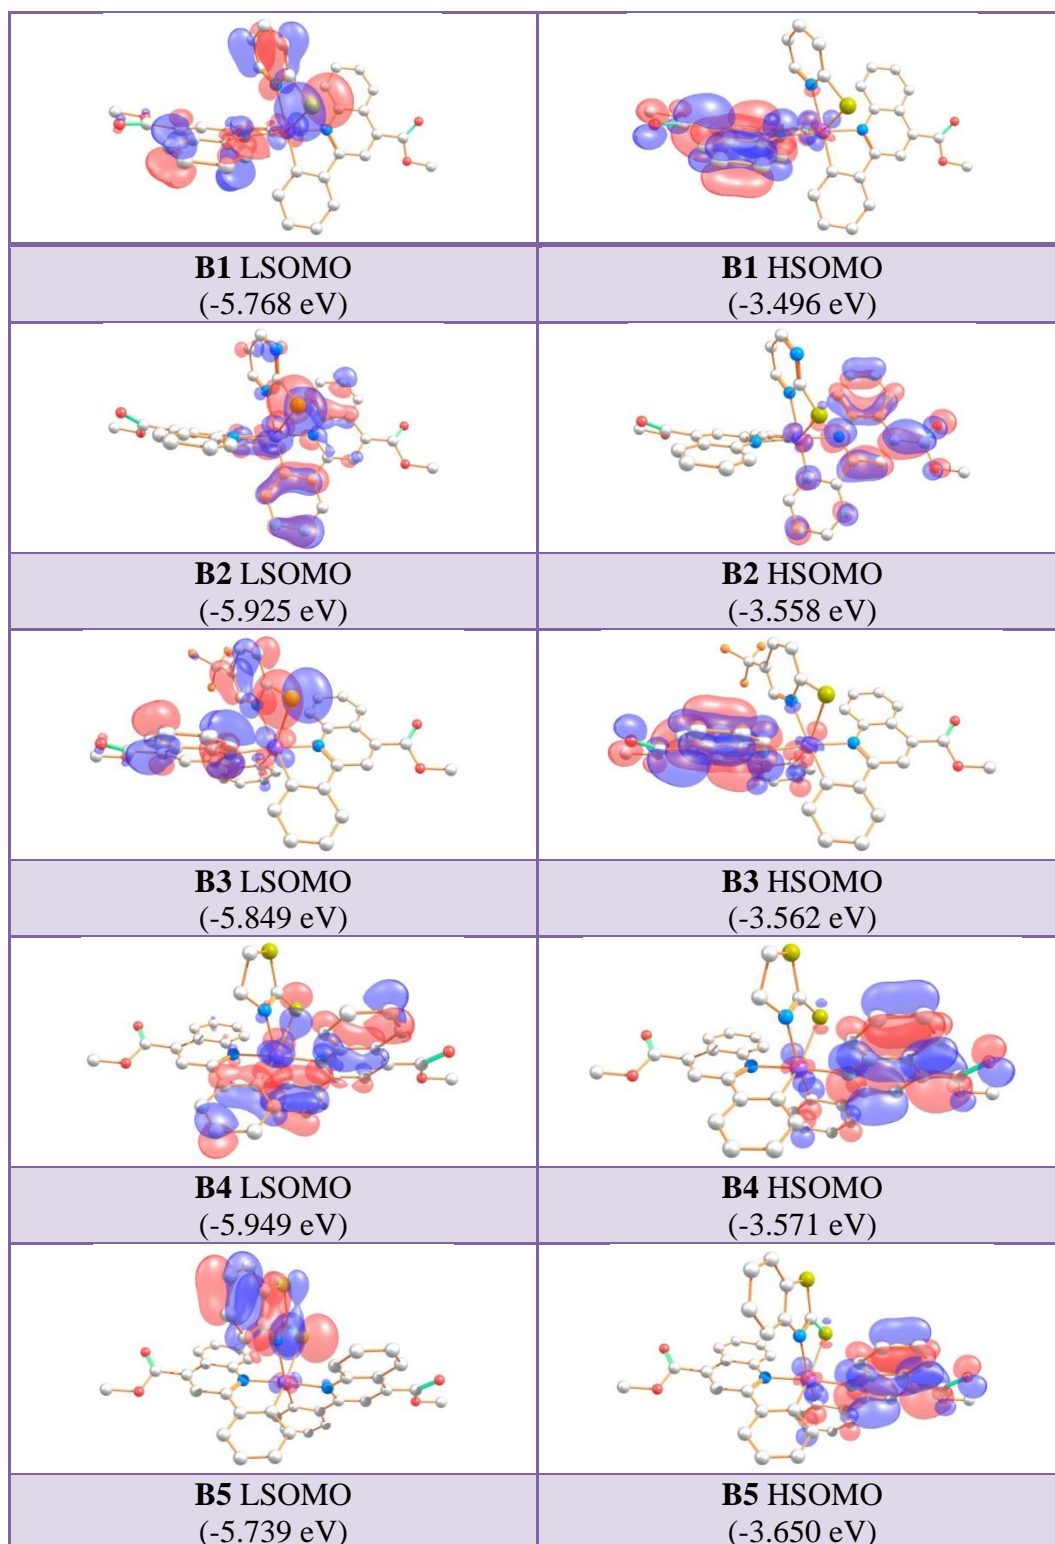 B1 LSOMO
(-5.768 eV)
B1 HSOMO
(-3.496 eV)
B2 LSOMO
(-5.925 eV)
B2 HSOMO
(-3.558 eV)
B3 LSOMO
(-5.849 eV)
B3 HSOMO
(-3.562 eV)
B4 LSOMO
(-5.949 eV)
B4 HSOMO
(-3.571 eV)
B5 LSOMO
(-5.739 eV)
B5 HSOMO
(-3.650 eV)